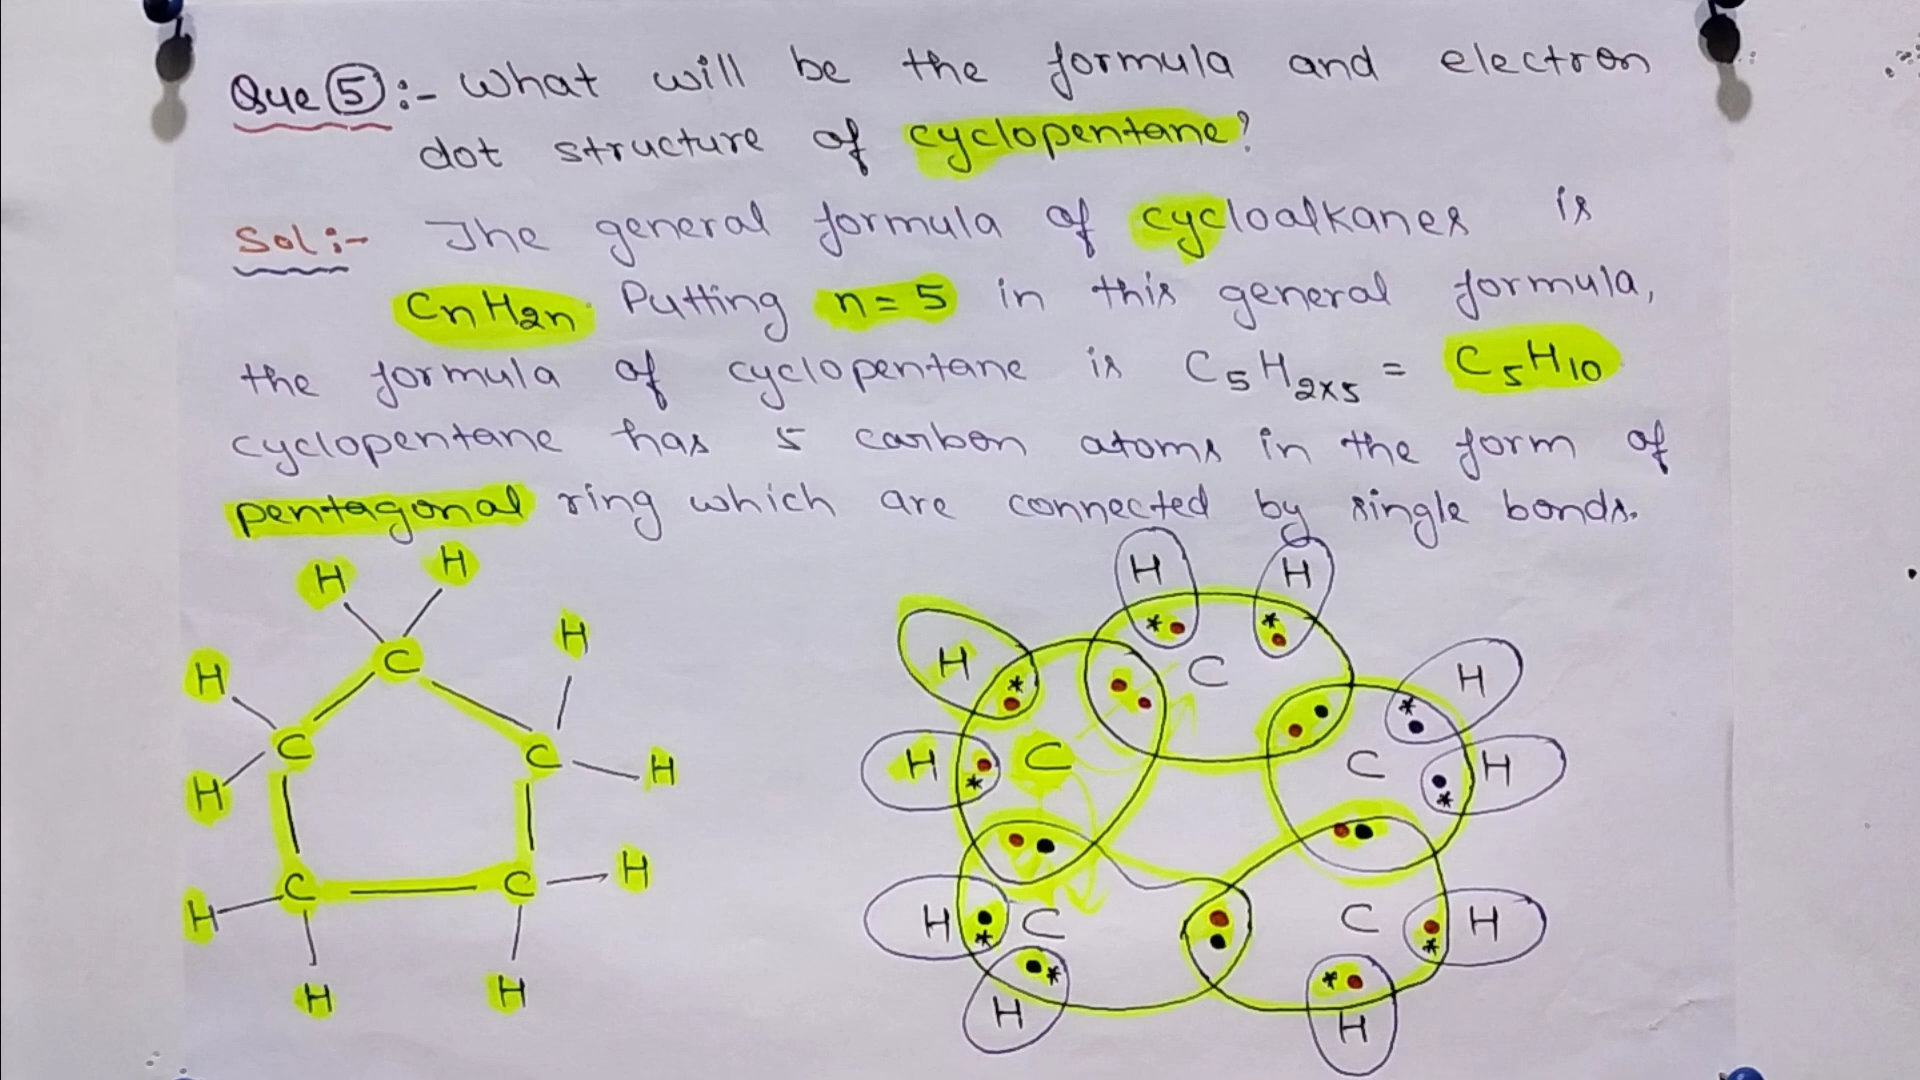 Que 5 :- What will be the formula and electron
dot structure of cyclopentane?
Sol :- The general formula of cycloalkanes is
CnH2n. Putting n = 5 in this general formula,
the formula of cyclopentane is C5H2x5 = C5H10
cyclopentane has 5 carbon atoms in the form of
pentagonal ring which are connected by single bonds.
H H
C
H
H
C
H
C
H
H
C
C
H
H
H
H
H H
C
H
H
C
H
C
H
H
C
H
C
H
H
H